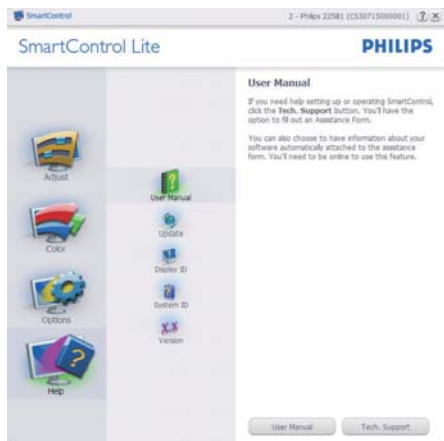 SmartControl
2 - Philips 225B1 (CS30715000001)
SmartControl Lite
PHILIPS
Adjust
Color
Options
Help
User Manual
Update
Display ID
System ID
Version
User Manual
If you need help setting up or operating SmartControl,
click the Tech. Support button. You'll have the
option to fill out an Assistance Form.
You can also choose to have information about your
software automatically attached to the assistance
form. You'll need to be online to use this feature.
User Manual
Tech. Support